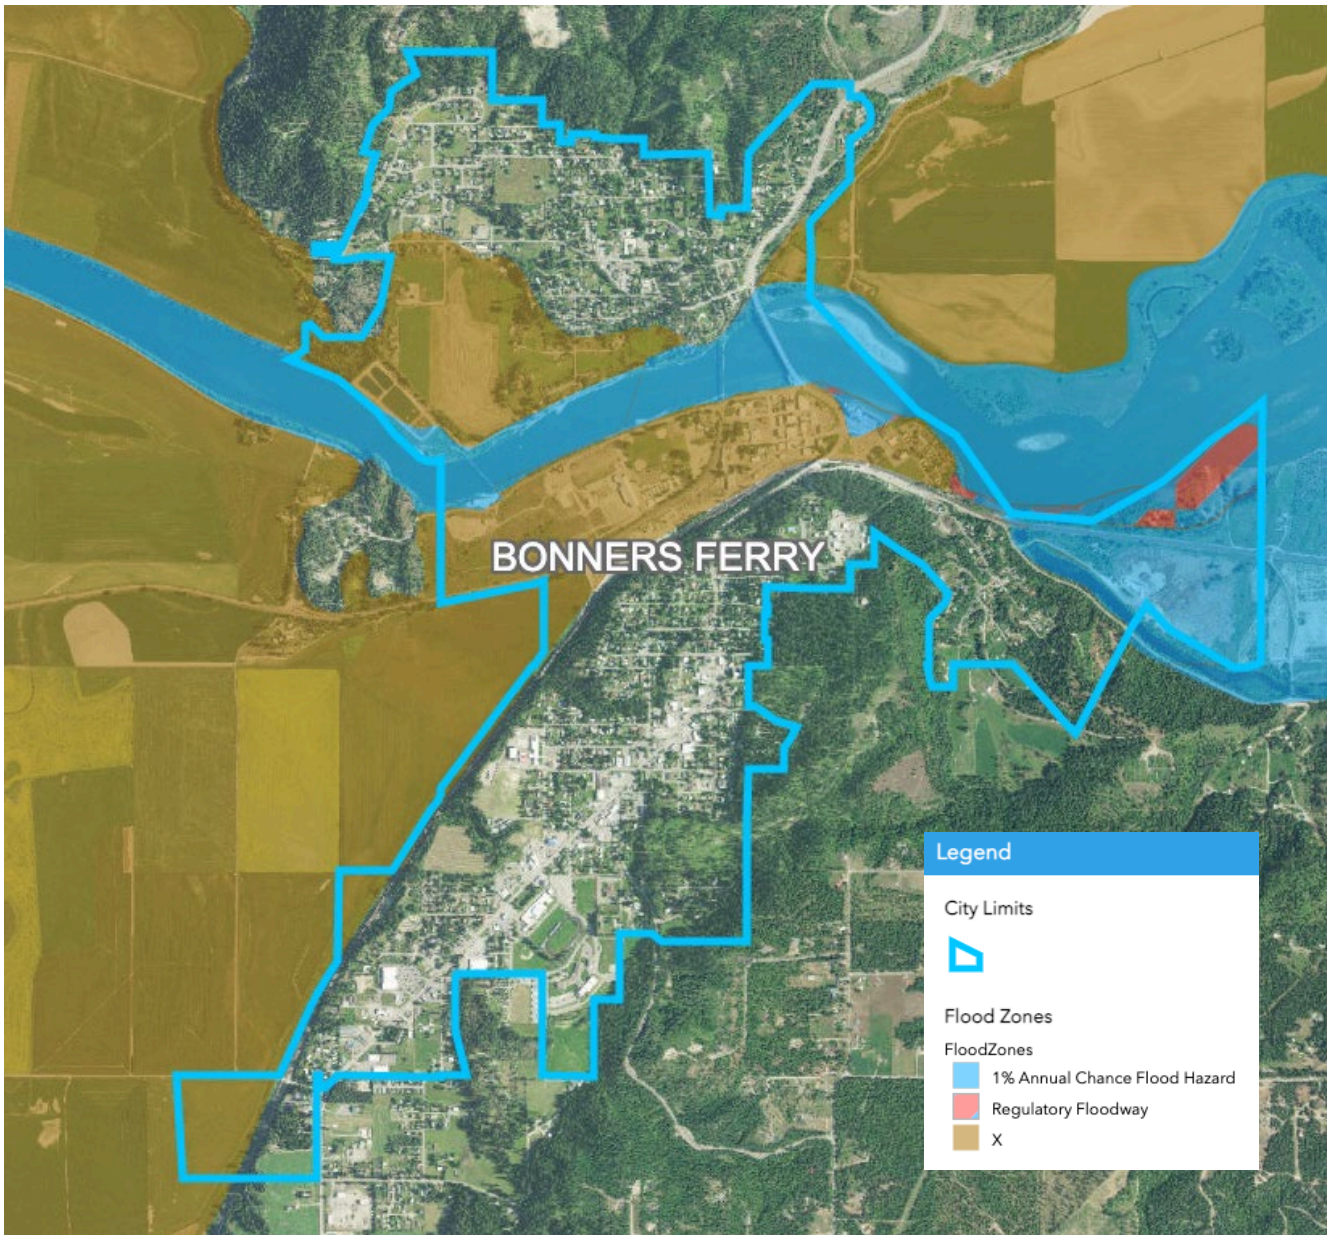 BONNERS FERRY
Legend
City Limits
Flood Zones
FloodZones
1% Annual Chance Flood Hazard
Regulatory Floodway
X